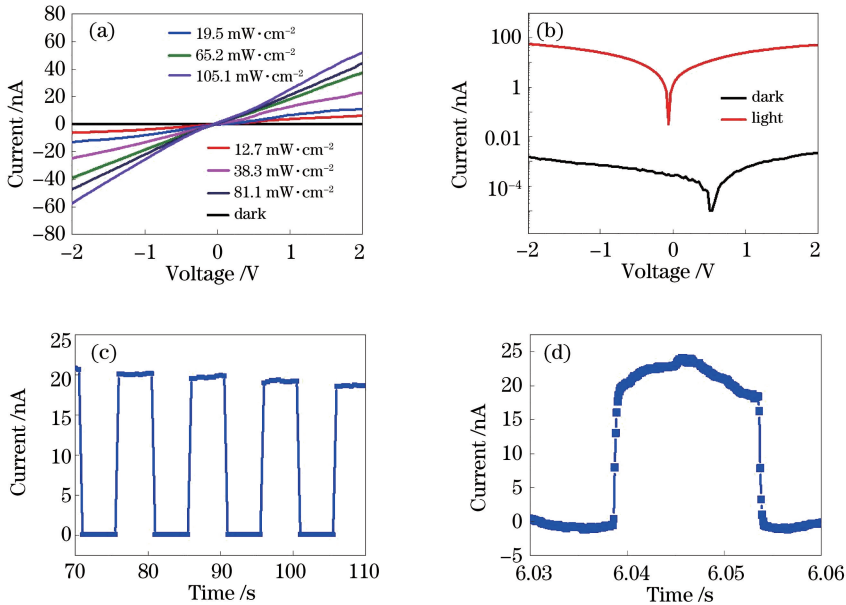 (a)
19.5 mW·cm⁻²
65.2 mW·cm⁻²
105.1 mW·cm⁻²
12.7 mW·cm⁻²
38.3 mW·cm⁻²
81.1 mW·cm⁻²
dark
80
60
40
20
0
−20
−40
−60
−80
Current /nA
−2 −1 0 1 2
Voltage /V
(b)
dark
light
100
1
0.01
10⁻⁴
Current /nA
−2 −1 0 1 2
Voltage /V
(c)
25
20
15
10
5
0
Current /nA
70 80 90 100 110
Time /s
(d)
25
20
15
10
5
0
−5
Current /nA
6.03 6.04 6.05 6.06
Time /s